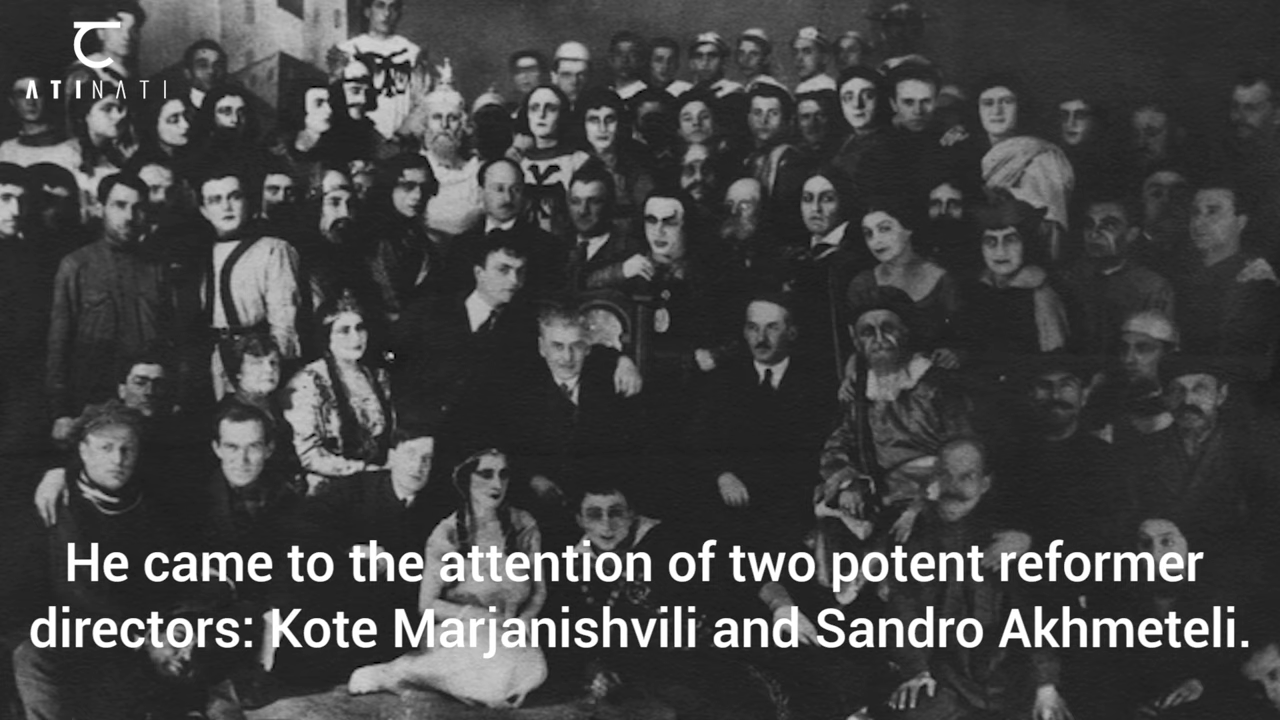 ATINATI
He came to the attention of two potent reformer
directors: Kote Marjanishvili and Sandro Akhmeteli.